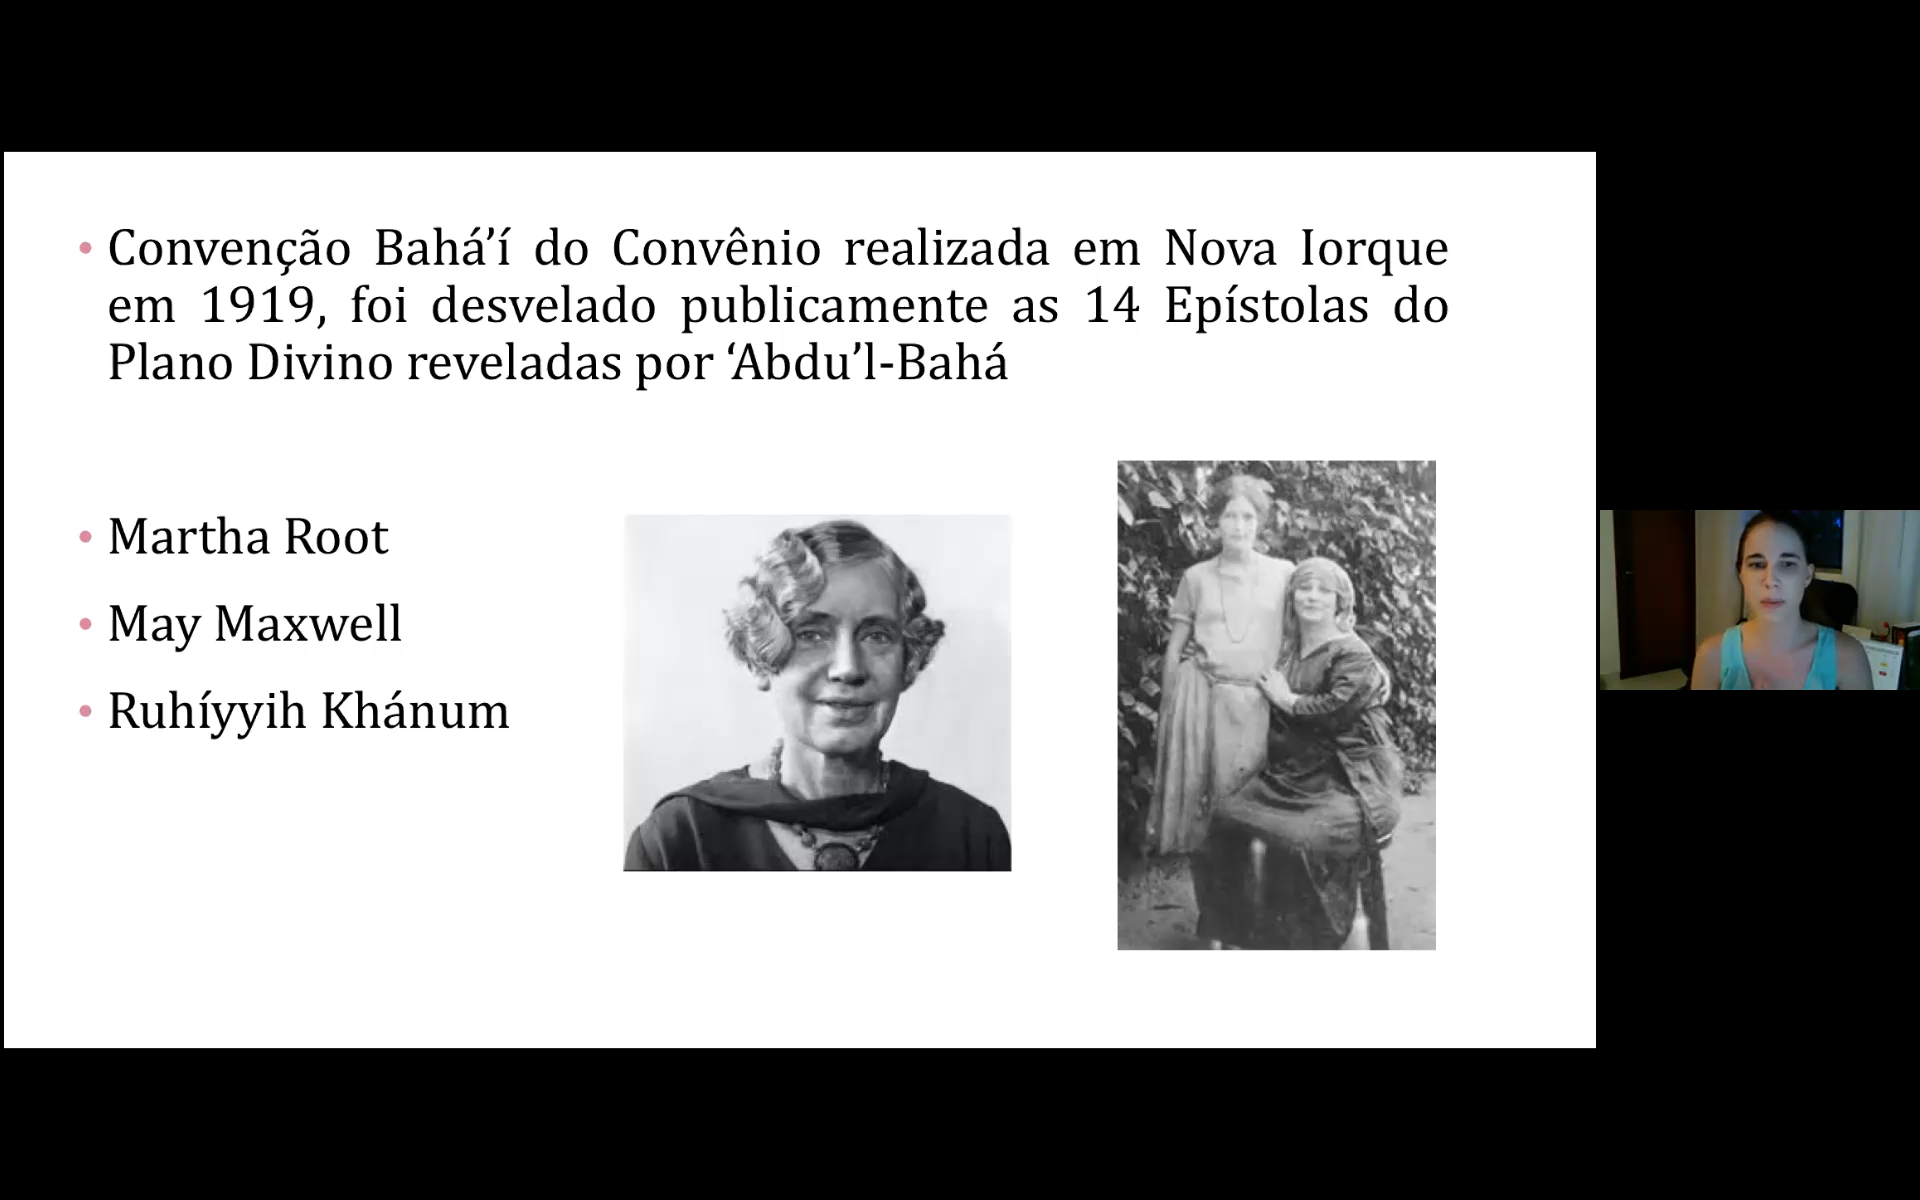 • Convenção Bahá’í do Convênio realizada em Nova Iorque
em 1919, foi desvelado publicamente as 14 Epístolas do
Plano Divino reveladas por ‘Abdu’l-Bahá
• Martha Root
• May Maxwell
• Ruhíyyih Khánum